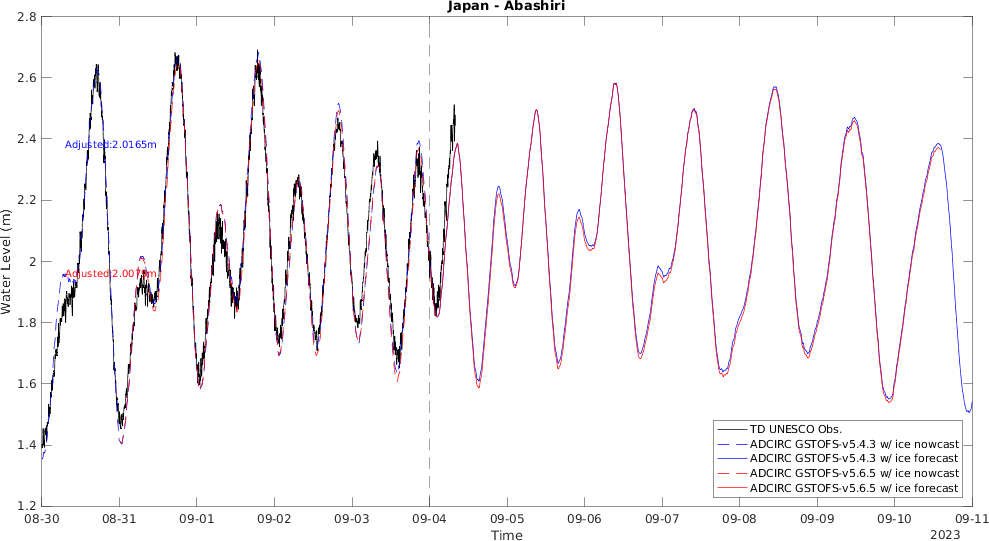 Japan - Abashiri
2.8
2.6
2.4
2.2
2
1.8
1.6
1.4
1.2
Water Level (m)
Adjusted:2.0165m
Adjusted:2.0079m
TD UNESCO Obs.
ADCIRC GSTOFS-v5.4.3 w/ ice nowcast
ADCIRC GSTOFS-v5.4.3 w/ ice forecast
ADCIRC GSTOFS-v5.6.5 w/ ice nowcast
ADCIRC GSTOFS-v5.6.5 w/ ice forecast
08-30 08-31 09-01 09-02 09-03 09-04 09-05 09-06 09-07 09-08 09-09 09-10 09-11
Time
2023